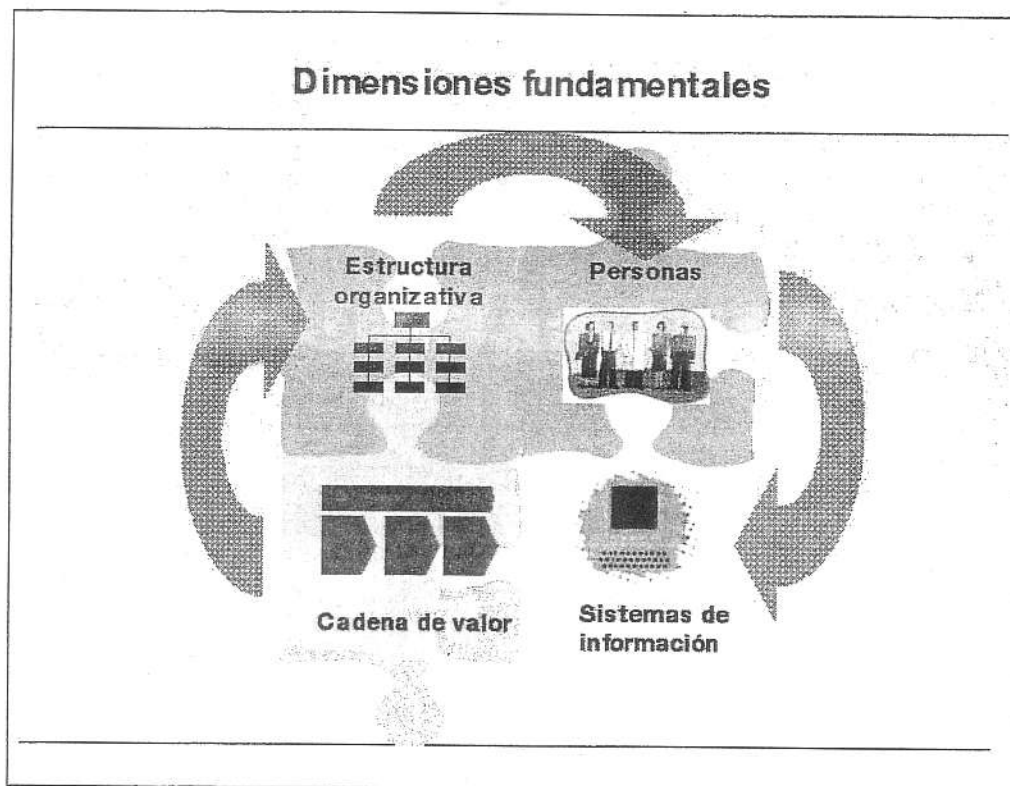 Dimensiones fundamentales
Estructura
organizativa
Personas
Cadena de valor
Sistemas de
información